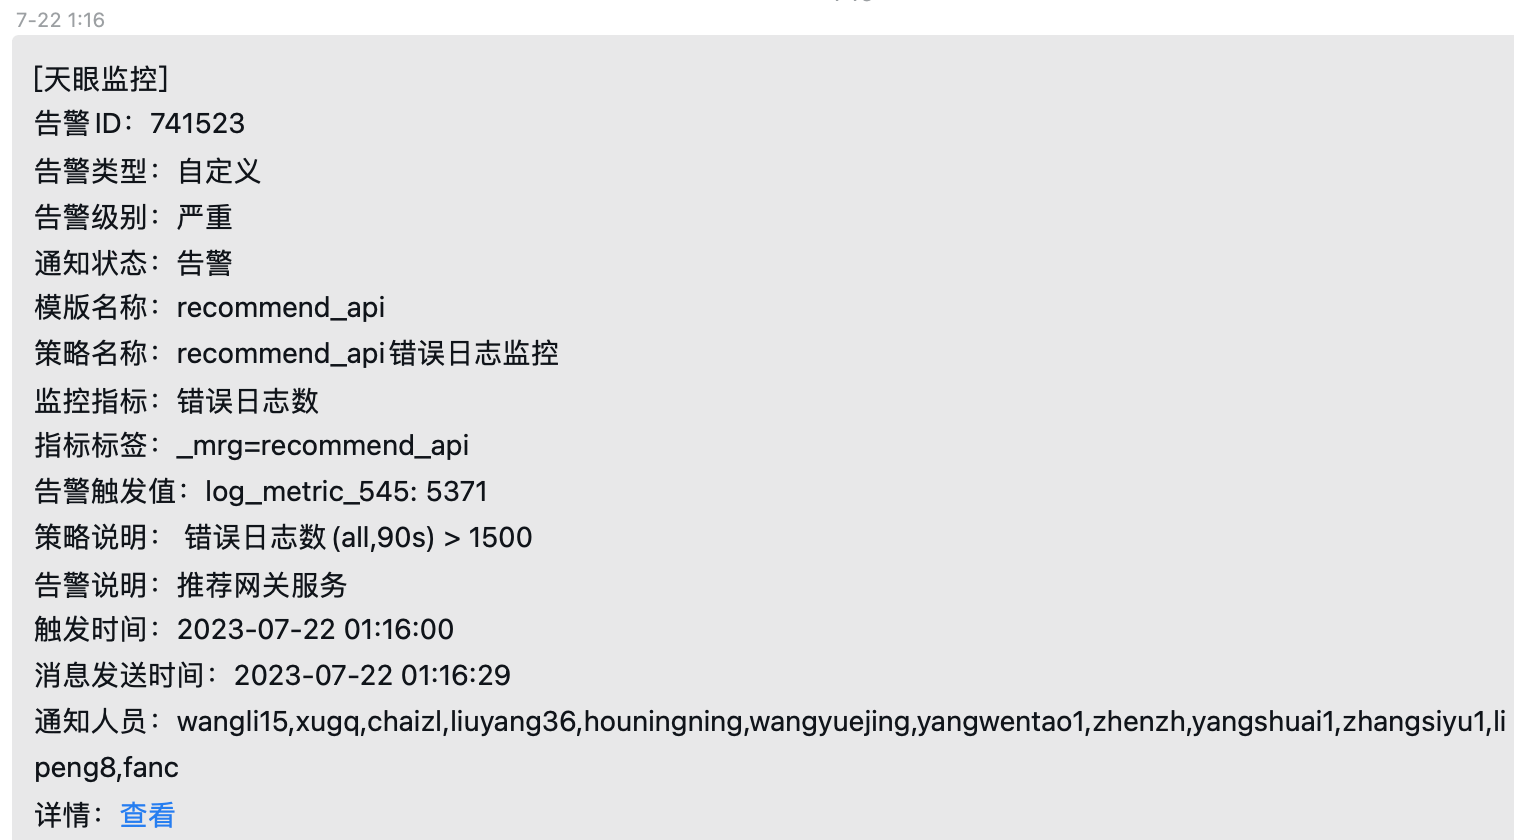 7-22 1:16
[天眼监控]
告警ID：741523
告警类型：自定义
告警级别：严重
通知状态：告警
模版名称：recommend_api
策略名称：recommend_api错误日志监控
监控指标：错误日志数
指标标签：_mrg=recommend_api
告警触发值：log_metric_545: 5371
策略说明： 错误日志数(all,90s) > 1500
告警说明：推荐网关服务
触发时间：2023-07-22 01:16:00
消息发送时间：2023-07-22 01:16:29
通知人员：wangli15,xugq,chaizl,liuyang36,houningning,wangyuejing,yangwentao1,zhenzh,yangshuai1,zhangsiyu1,li
peng8,fanc
详情：查看